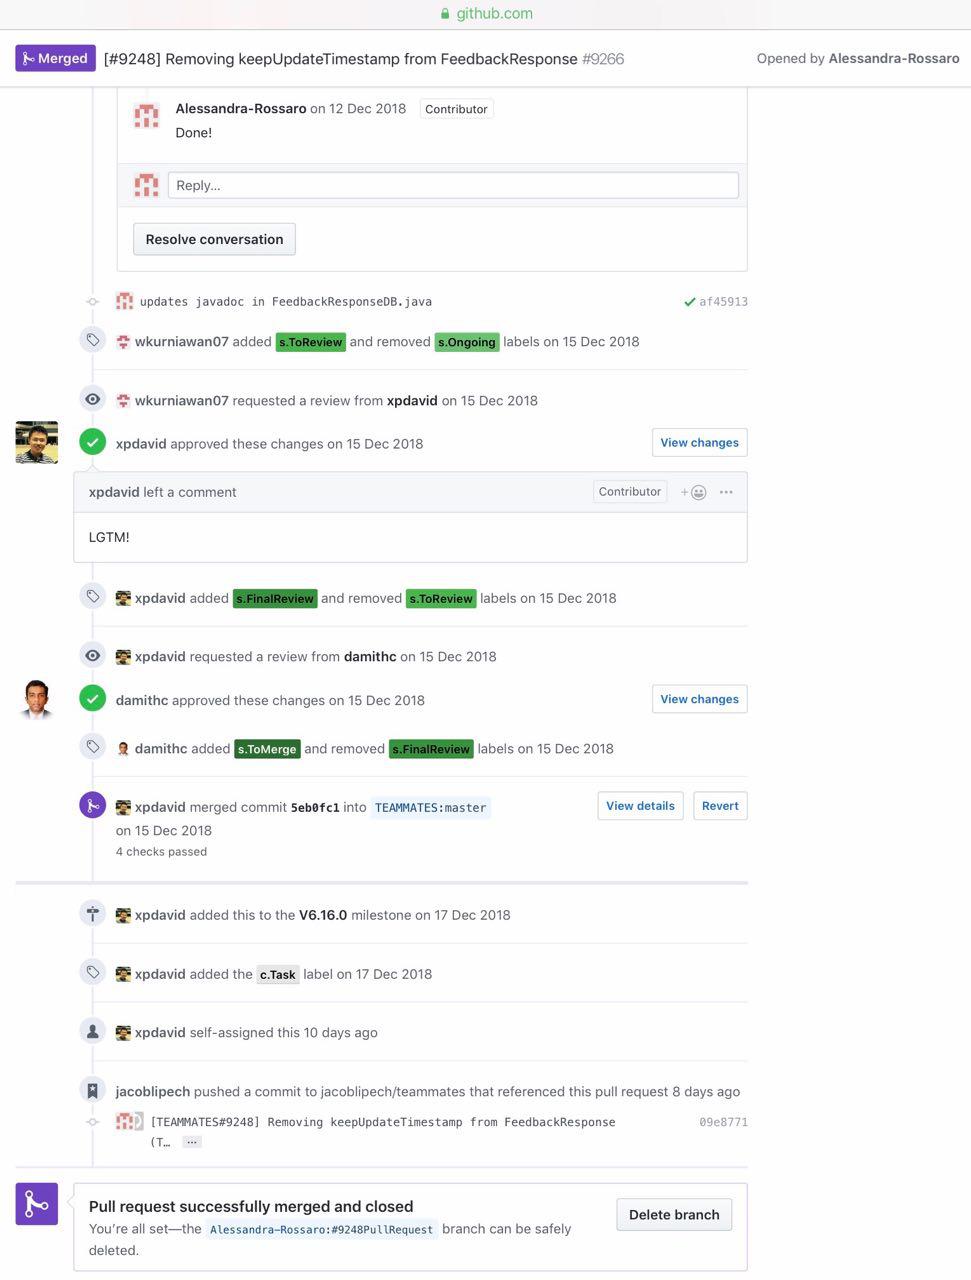 github.com
Merged [#9248] Removing keepUpdateTimestamp from FeedbackResponse #9266 Opened by Alessandra-Rossaro
Alessandra-Rossaro on 12 Dec 2018 Contributor
Done!
Reply...
Resolve conversation
updates javadoc in FeedbackResponseDB.java af45913
wkurniawan07 added s.ToReview and removed s.Ongoing labels on 15 Dec 2018
wkurniawan07 requested a review from xpdavid on 15 Dec 2018
xpdavid approved these changes on 15 Dec 2018 View changes
xpdavid left a comment Contributor
LGTM!
xpdavid added s.FinalReview and removed s.ToReview labels on 15 Dec 2018
xpdavid requested a review from damithc on 15 Dec 2018
damithc approved these changes on 15 Dec 2018 View changes
damithc added s.ToMerge and removed s.FinalReview labels on 15 Dec 2018
xpdavid merged commit 5eb0fc1 into TEAMMATES:master View details Revert
on 15 Dec 2018
4 checks passed
xpdavid added this to the V6.16.0 milestone on 17 Dec 2018
xpdavid added the c.Task label on 17 Dec 2018
xpdavid self-assigned this 10 days ago
jacoblipech pushed a commit to jacoblipech/teammates that referenced this pull request 8 days ago
[TEAMMATES#9248] Removing keepUpdateTimestamp from FeedbackResponse 09e8771
(T… …
Pull request successfully merged and closed
You're all set—the Alessandra-Rossaro:#9248PullRequest branch can be safely Delete branch
deleted.